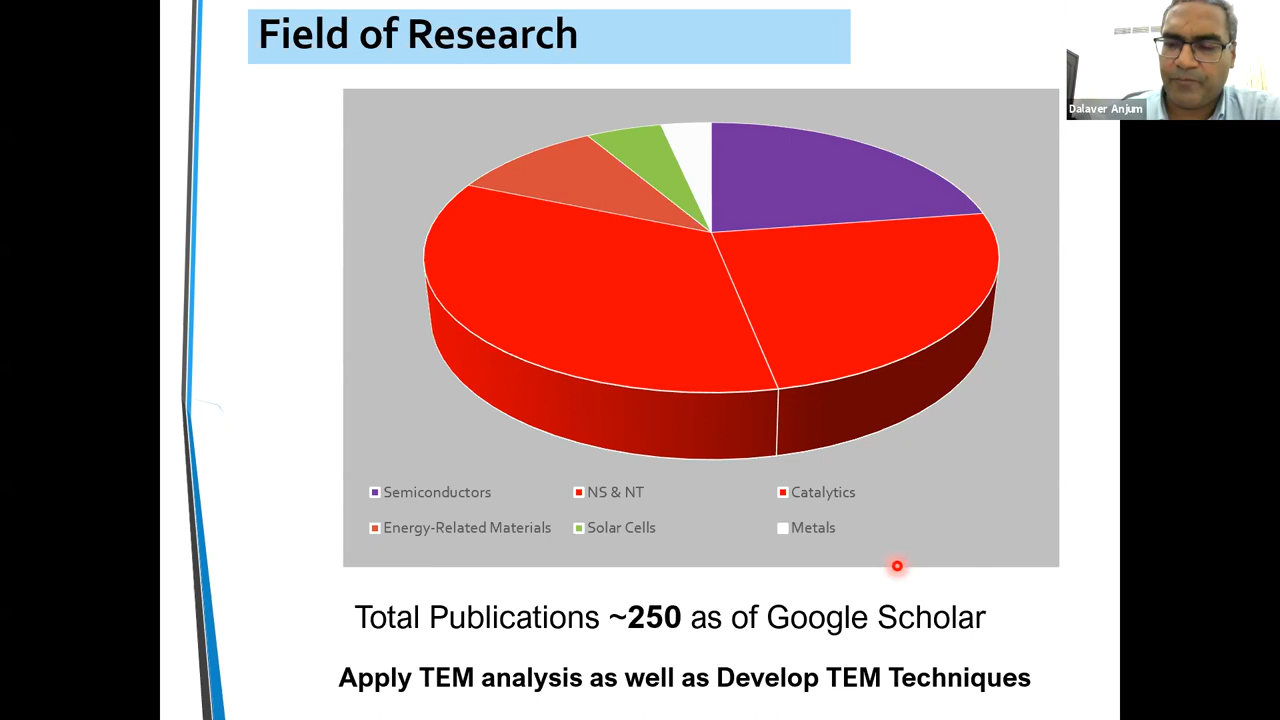 Field of Research
Dalaver Anjum
Semiconductors NS & NT Catalytics
Energy-Related Materials Solar Cells Metals
Total Publications ~250 as of Google Scholar
Apply TEM analysis as well as Develop TEM Techniques